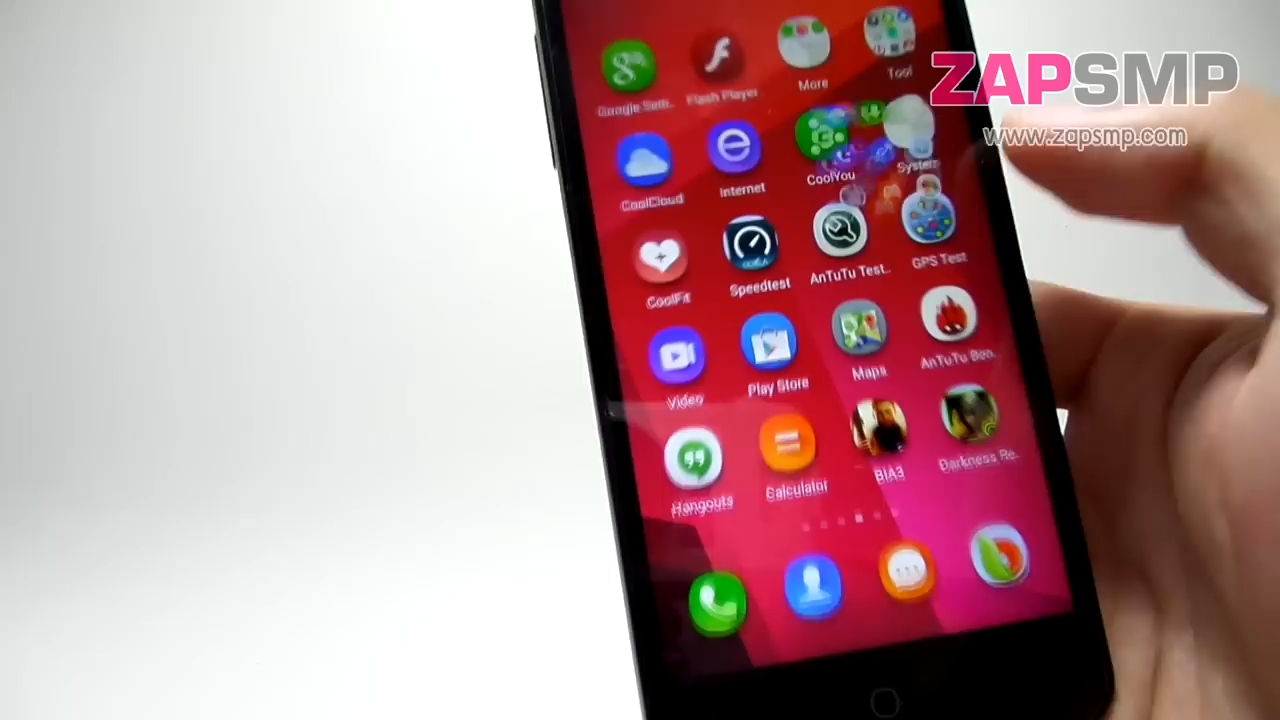 ZAPSMP
www.zapsmp.com
Google Setti..
Flash Player
More
Tool
CoolCloud
Internet
CoolYou
System
CoolFit
Speedtest
AnTuTu Test..
GPS Test
Video
Play Store
Maps
AnTuTu Ben..
Hangouts
Calculator
BIA3
Darkness Re..